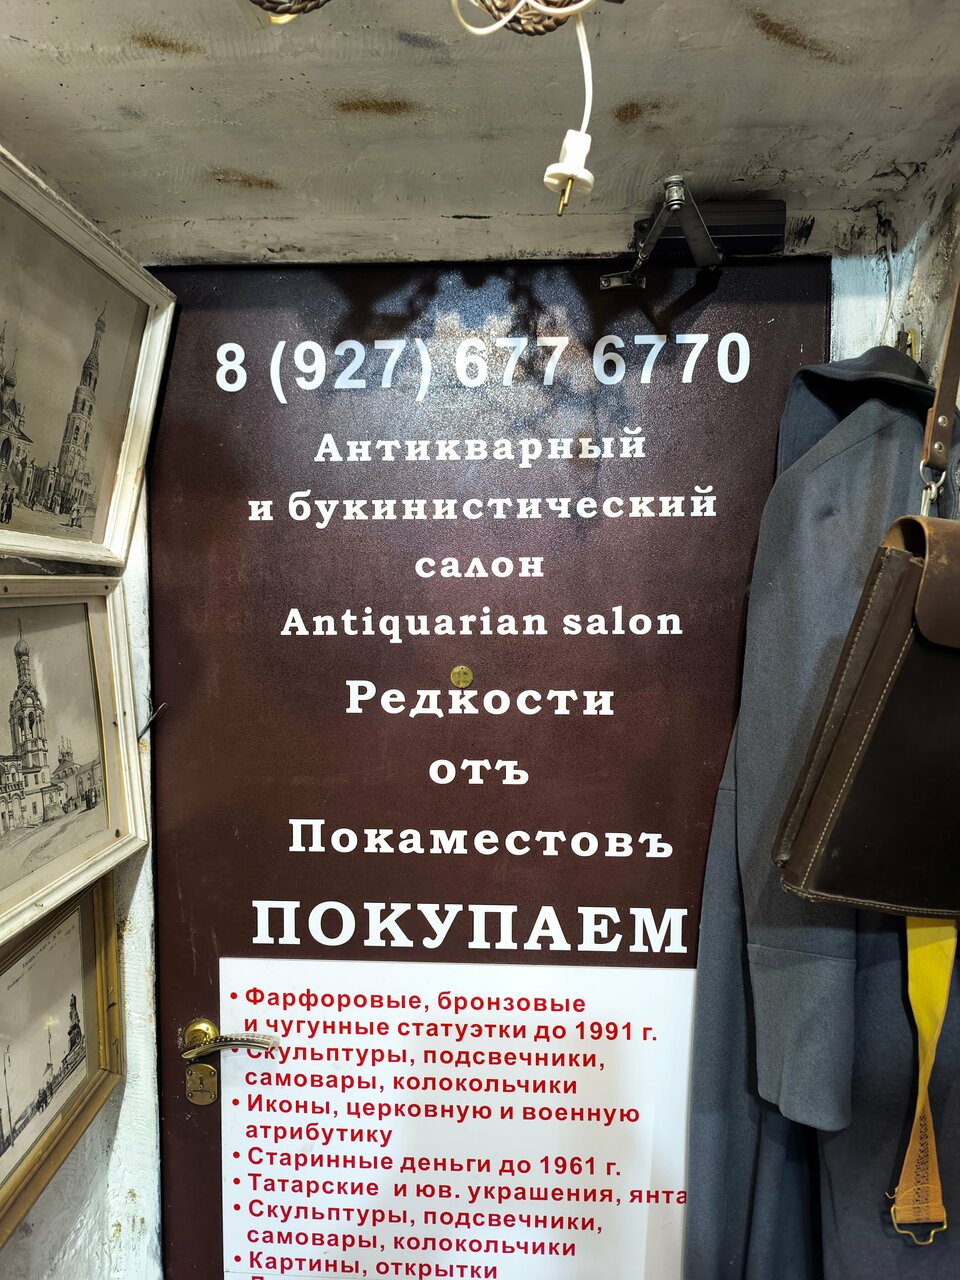 8 (927) 677 6770
Антикварный
и букинистический
салон
Antiquarian salon
Редкости
отъ
Покаместовъ
ПОКУПАЕМ
• Фарфоровые, бронзовые
и чугунные статуэтки до 1991 г.
• Скульптуры, подсвечники,
самовары, колокольчики
• Иконы, церковную и военную
атрибутику
• Старинные деньги до 1961 г.
• Татарские и юв. украшения, янта
• Скульптуры, подсвечники,
самовары, колокольчики
• Картины, открытки